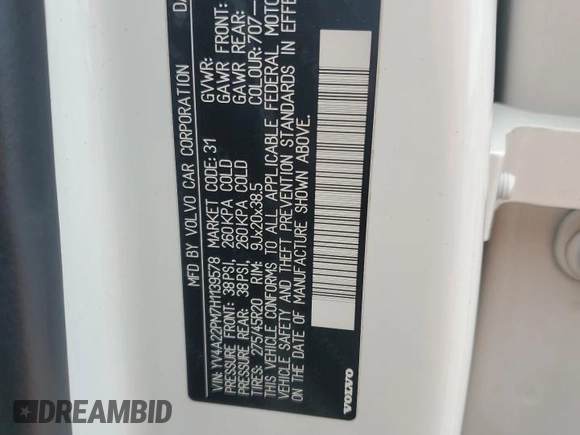 MFD BY VOLVO CAR CORPORATION
VIN: YV4A22PM7H1139578 MARKET CODE: 31 GVWR:
PRESSURE FRONT: 38PSI, 260KPA COLD GAWR FRONT:
PRESSURE REAR: 38PSI, 260KPA COLD GAWR REAR:
TIRES: 275/45R20 RIM: 9Jx20x38.5 COLOUR: 707-
THIS VEHICLE CONFORMS TO ALL APPLICABLE FEDERAL MOTOR
VEHICLE SAFETY AND THEFT PREVENTION STANDARDS IN EFFE
ON THE DATE OF MANUFACTURE SHOWN ABOVE.
VOLVO
DREAMBID